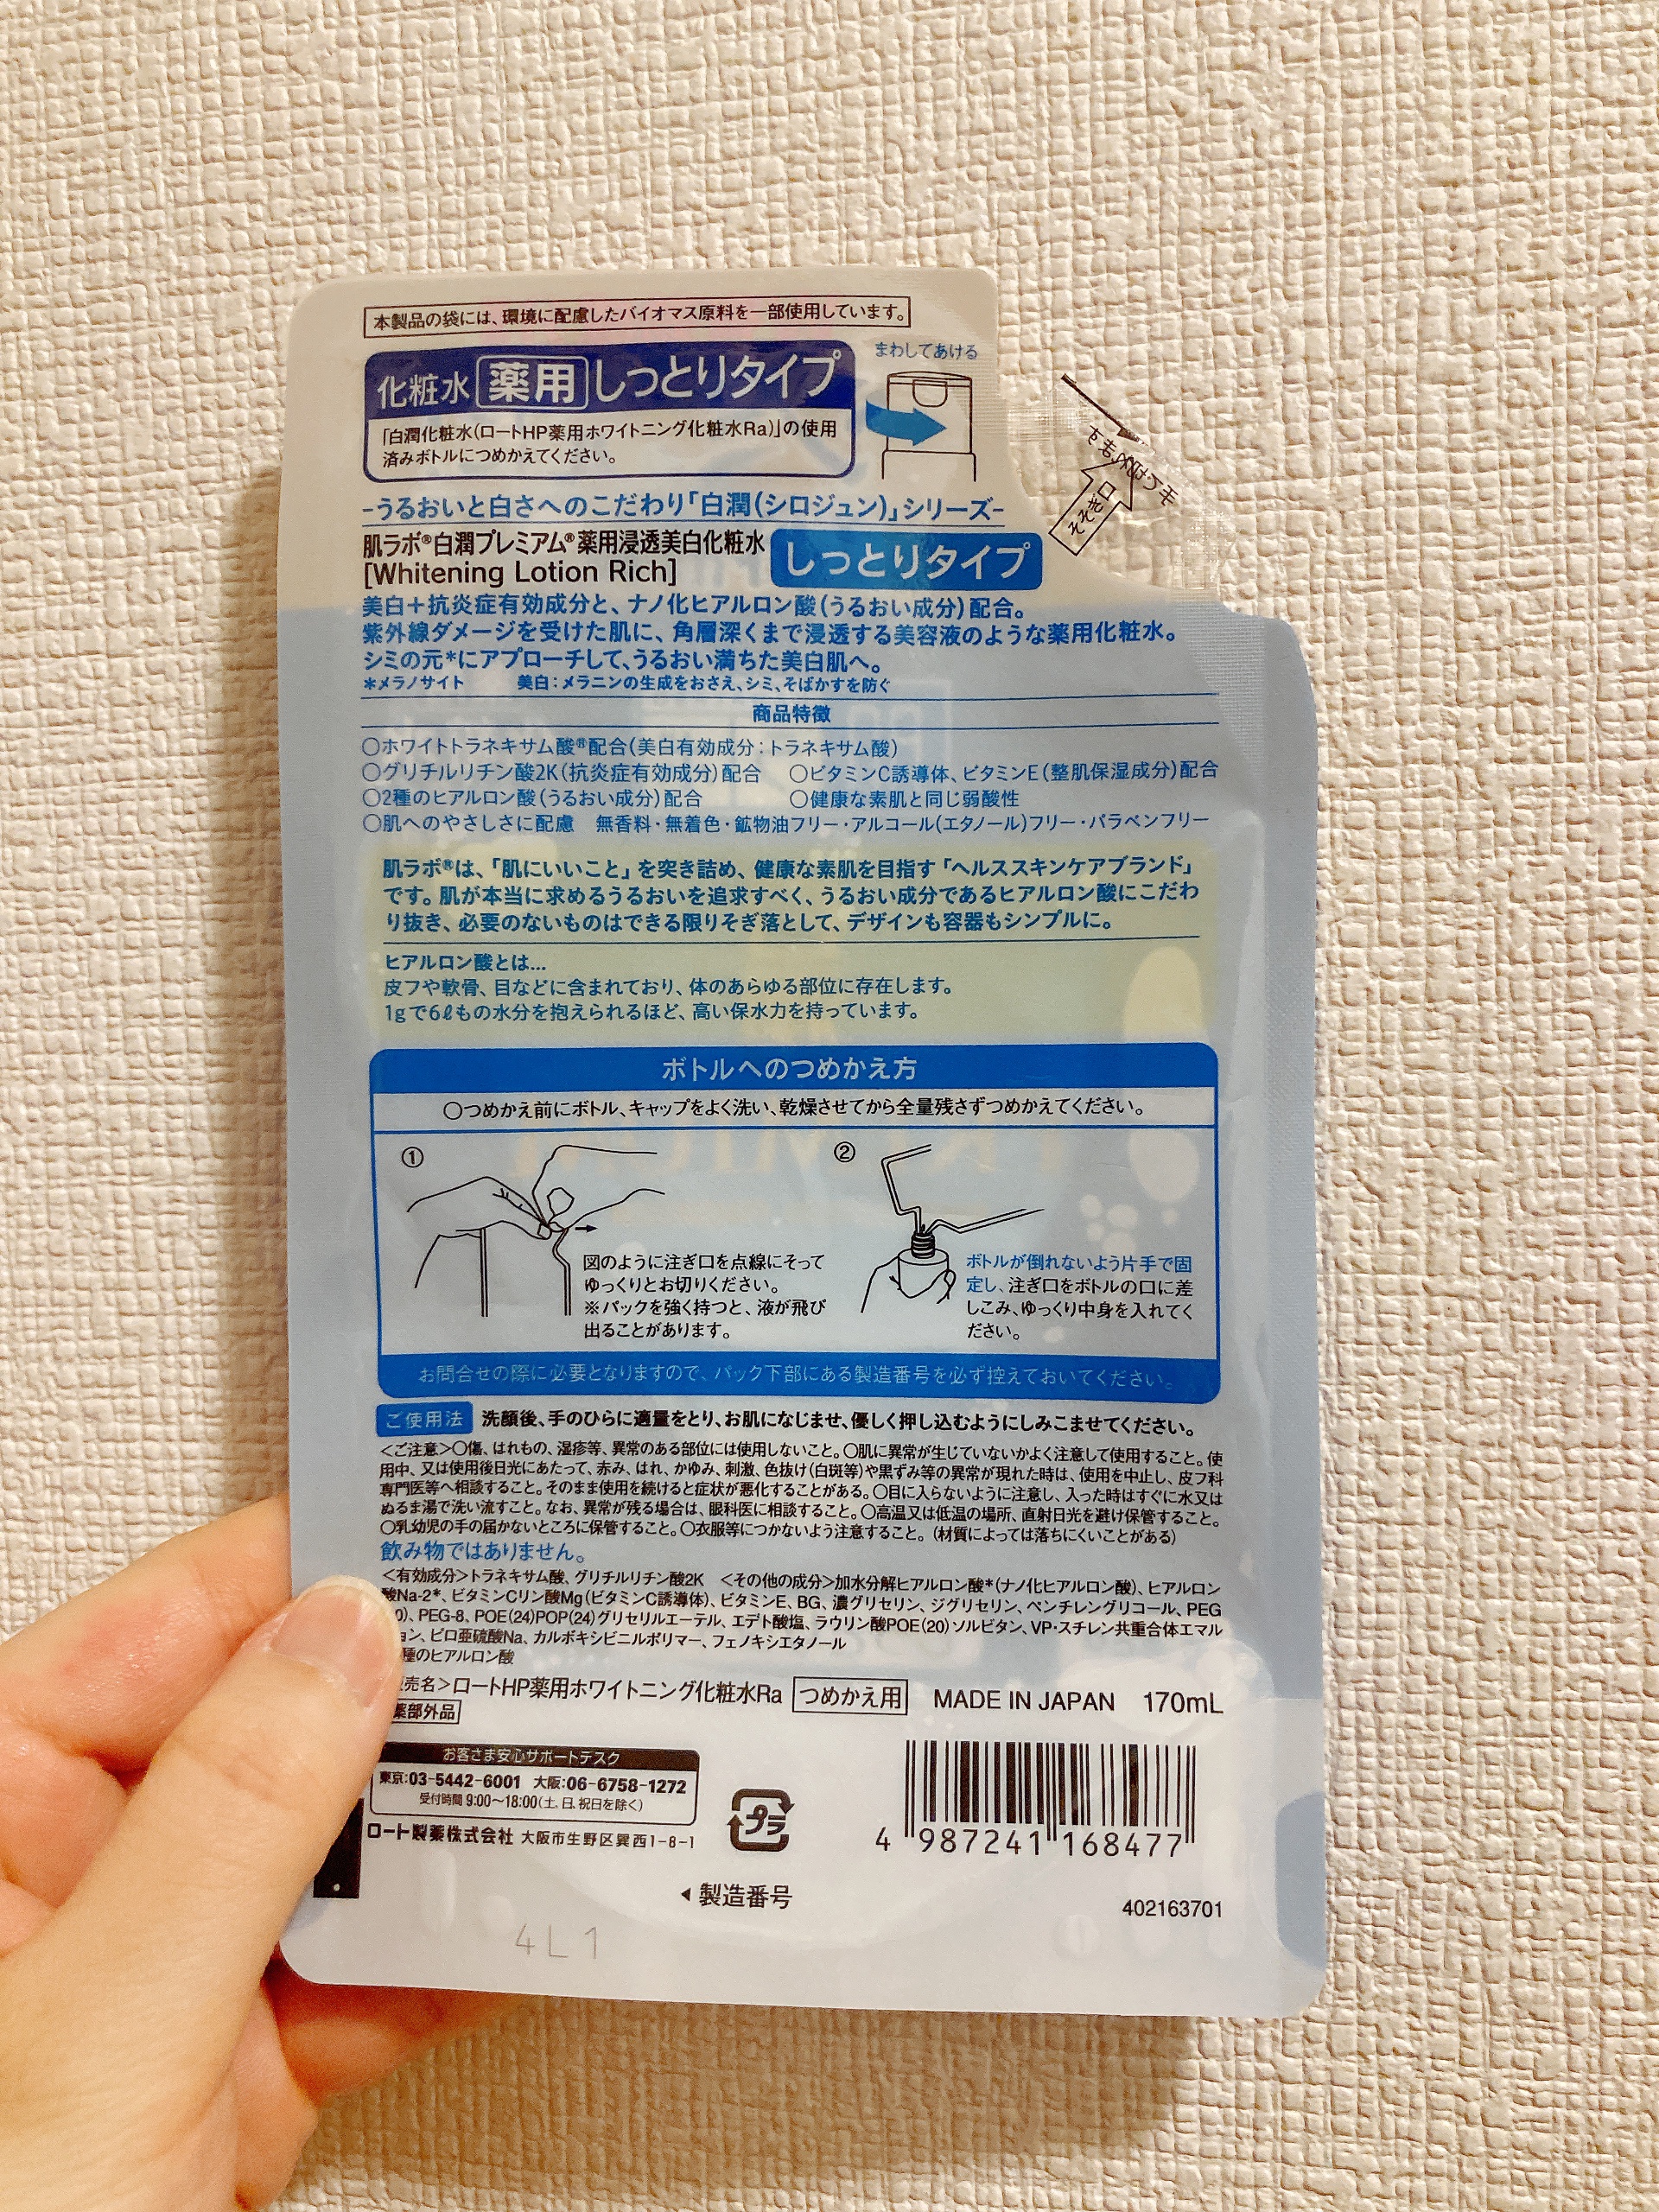 本製品の袋には、環境に配慮したバイオマス原料を一部使用しています。
化粧水 薬用 しっとりタイプ
「白潤化粧水(ロートHP薬用ホワイトニング化粧水Ra)」の使用
済みボトルにつめかえてください。
まわしてあける
そそぎ口
-うるおいと白さへのこだわり「白潤(シロジュン)」シリーズ-
肌ラボ®白潤プレミアム®薬用浸透美白化粧水
[Whitening Lotion Rich]
しっとりタイプ
美白+抗炎症有効成分と、ナノ化ヒアルロン酸(うるおい成分)配合。
紫外線ダメージを受けた肌に、角層深くまで浸透する美容液のような薬用化粧水。
シミの元*にアプローチして、うるおい満ちた美白肌へ。
*メラノサイト 美白:メラニンの生成をおさえ、シミ、そばかすを防ぐ
商品特徴
○ホワイトトラネキサム酸®配合(美白有効成分:トラネキサム酸)
○グリチルリチン酸2K(抗炎症有効成分)配合 ○ビタミンC誘導体、ビタミンE(整肌保湿成分)配合
○2種のヒアルロン酸(うるおい成分)配合 ○健康な素肌と同じ弱酸性
○肌へのやさしさに配慮 無香料・無着色・鉱物油フリー・アルコール(エタノール)フリー・パラベンフリー
肌ラボ®は、「肌にいいこと」を突き詰め、健康な素肌を目指す「ヘルススキンケアブランド」
です。肌が本当に求めるうるおいを追求すべく、うるおい成分であるヒアルロン酸にこだわ
り抜き、必要のないものはできる限りそぎ落として、デザインも容器もシンプルに。
ヒアルロン酸とは...
皮フや軟骨、目などに含まれており、体のあらゆる部位に存在します。
1gで6ℓもの水分を抱えられるほど、高い保水力を持っています。
ボトルへのつめかえ方
○つめかえ前にボトル、キャップをよく洗い、乾燥させてから全量残さずつめかえてください。
①
図のように注ぎ口を点線にそって
ゆっくりとお切りください。
※パックを強く持つと、液が飛び
出ることがあります。
②
ボトルが倒れないよう片手で固
定し、注ぎ口をボトルの口に差
しこみ、ゆっくり中身を入れてく
ださい。
お問合せの際に必要となりますので、パック下部にある製造番号を必ず控えておいてください。
ご使用法 洗顔後、手のひらに適量をとり、お肌になじませ、優しく押し込むようにしみこませてください。
<ご注意>○傷、はれもの、湿疹等、異常のある部位には使用しないこと。○肌に異常が生じていないかよく注意して使用すること。使
用中、又は使用後日光にあたって、赤み、はれ、かゆみ、刺激、色抜け(白斑等)や黒ずみ等の異常が現れた時は、使用を中止し、皮フ科
専門医等へ相談すること。そのまま使用を続けると症状が悪化することがある。○目に入らないように注意し、入った時はすぐに水又は
ぬるま湯で洗い流すこと。なお、異常が残る場合は、眼科医に相談すること。○高温又は低温の場所、直射日光を避け保管すること。
○乳幼児の手の届かないところに保管すること。○衣服等につかないよう注意すること。(材質によっては落ちにくいことがある)
飲み物ではありません。
<有効成分>トラネキサム酸、グリチルリチン酸2K <その他の成分>加水分解ヒアルロン酸*(ナノ化ヒアルロン酸)、ヒアルロン
酸Na-2*、ビタミンCリン酸Mg(ビタミンC誘導体)、ビタミンE、BG、濃グリセリン、ジグリセリン、ペンチレングリコール、PEG
0)、PEG-8、POE(24)POP(24)グリセリルエーテル、エデト酸塩、ラウリン酸POE(20)ソルビタン、VP・スチレン共重合体エマル
ョン、ピロ亜硫酸Na、カルボキシビニルポリマー、フェノキシエタノール
種のヒアルロン酸
売名>ロートHP薬用ホワイトニング化粧水Ra つめかえ用 MADE IN JAPAN 170mL
薬部外品
お客さま安心サポートデスク
東京:03-5442-6001 大阪:06-6758-1272
受付時間 9:00〜18:00(土、日、祝日を除く)
ロート製薬株式会社 大阪市生野区巽西1-8-1
プラ
4 987241 168477
◀製造番号
402163701
4L1